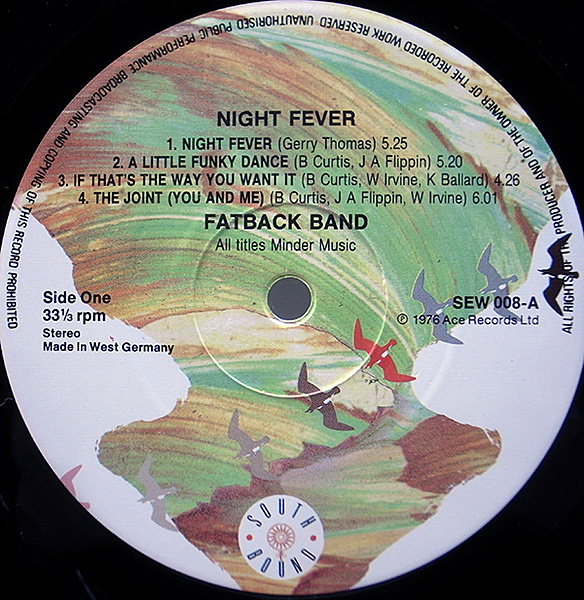 ALL RIGHTS OF THE PRODUCER AND OF THE OWNER OF THE RECORDED WORK RESERVED UNAUTHORISED PUBLIC PERFORMANCE BROADCASTING AND COPYING OF THIS RECORD PROHIBITED
NIGHT FEVER
1. NIGHT FEVER (Gerry Thomas) 5.25
2. A LITTLE FUNKY DANCE (B Curtis, J A Flippin) 5.20
3. IF THAT'S THE WAY YOU WANT IT (B Curtis, W Irvine, K Ballard) 4.26
4. THE JOINT (YOU AND ME) (B Curtis, J A Flippin, W Irvine) 6.01
FATBACK BAND
All titles Minder Music
Side One
33⅓ rpm
Stereo
Made In West Germany
SEW 008-A
℗ 1976 Ace Records Ltd
SOUTH
BOUND